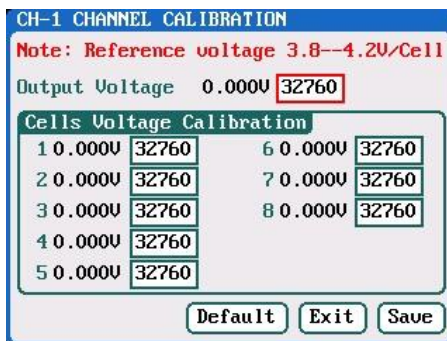 CH-1 CHANNEL CALIBRATION
Note: Reference voltage 3.8--4.2V/Cell
Output Voltage 0.000V 32760
Cells Voltage Calibration
1 0.000V 32760 6 0.000V 32760
2 0.000V 32760 7 0.000V 32760
3 0.000V 32760 8 0.000V 32760
4 0.000V 32760
5 0.000V 32760
Default Exit Save